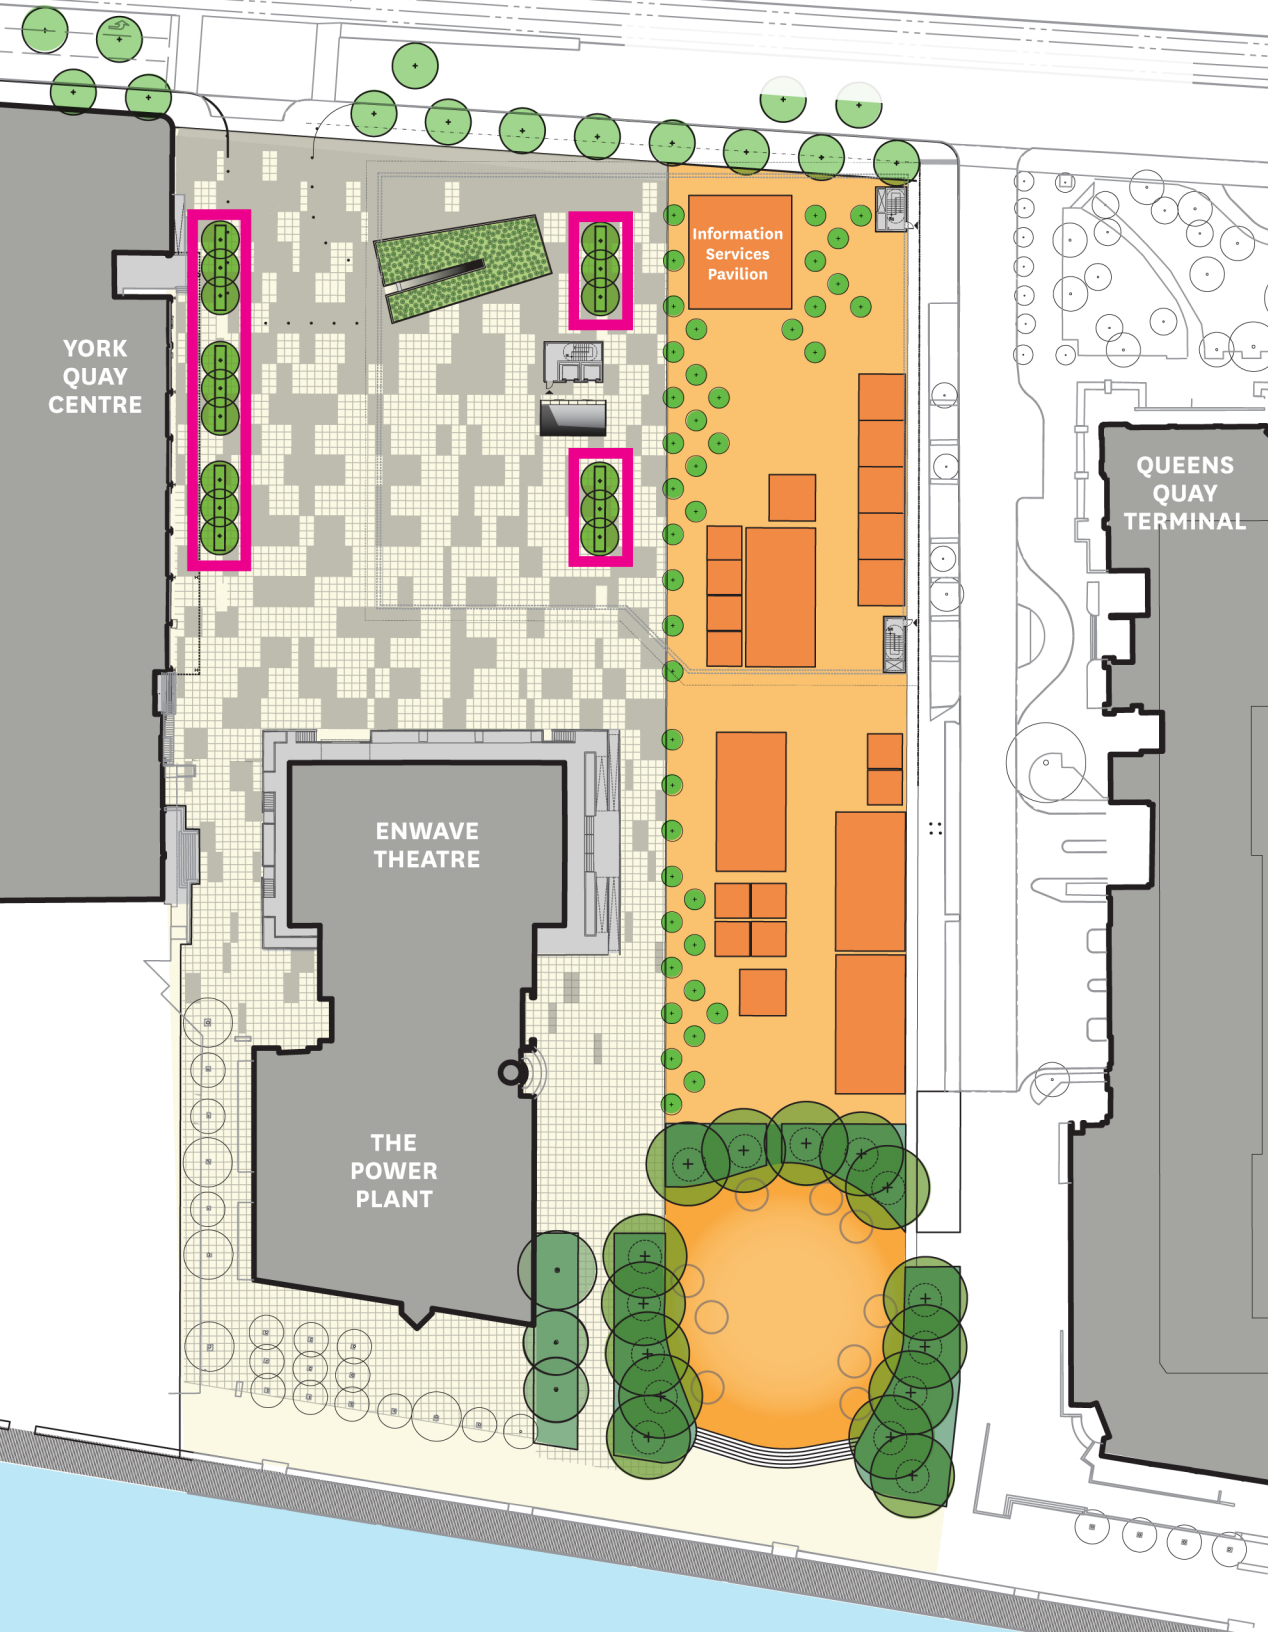 Information
Services
Pavilion
YORK
QUAY
CENTRE
QUEENS
QUAY
TERMINAL
ENWAVE
THEATRE
THE
POWER
PLANT